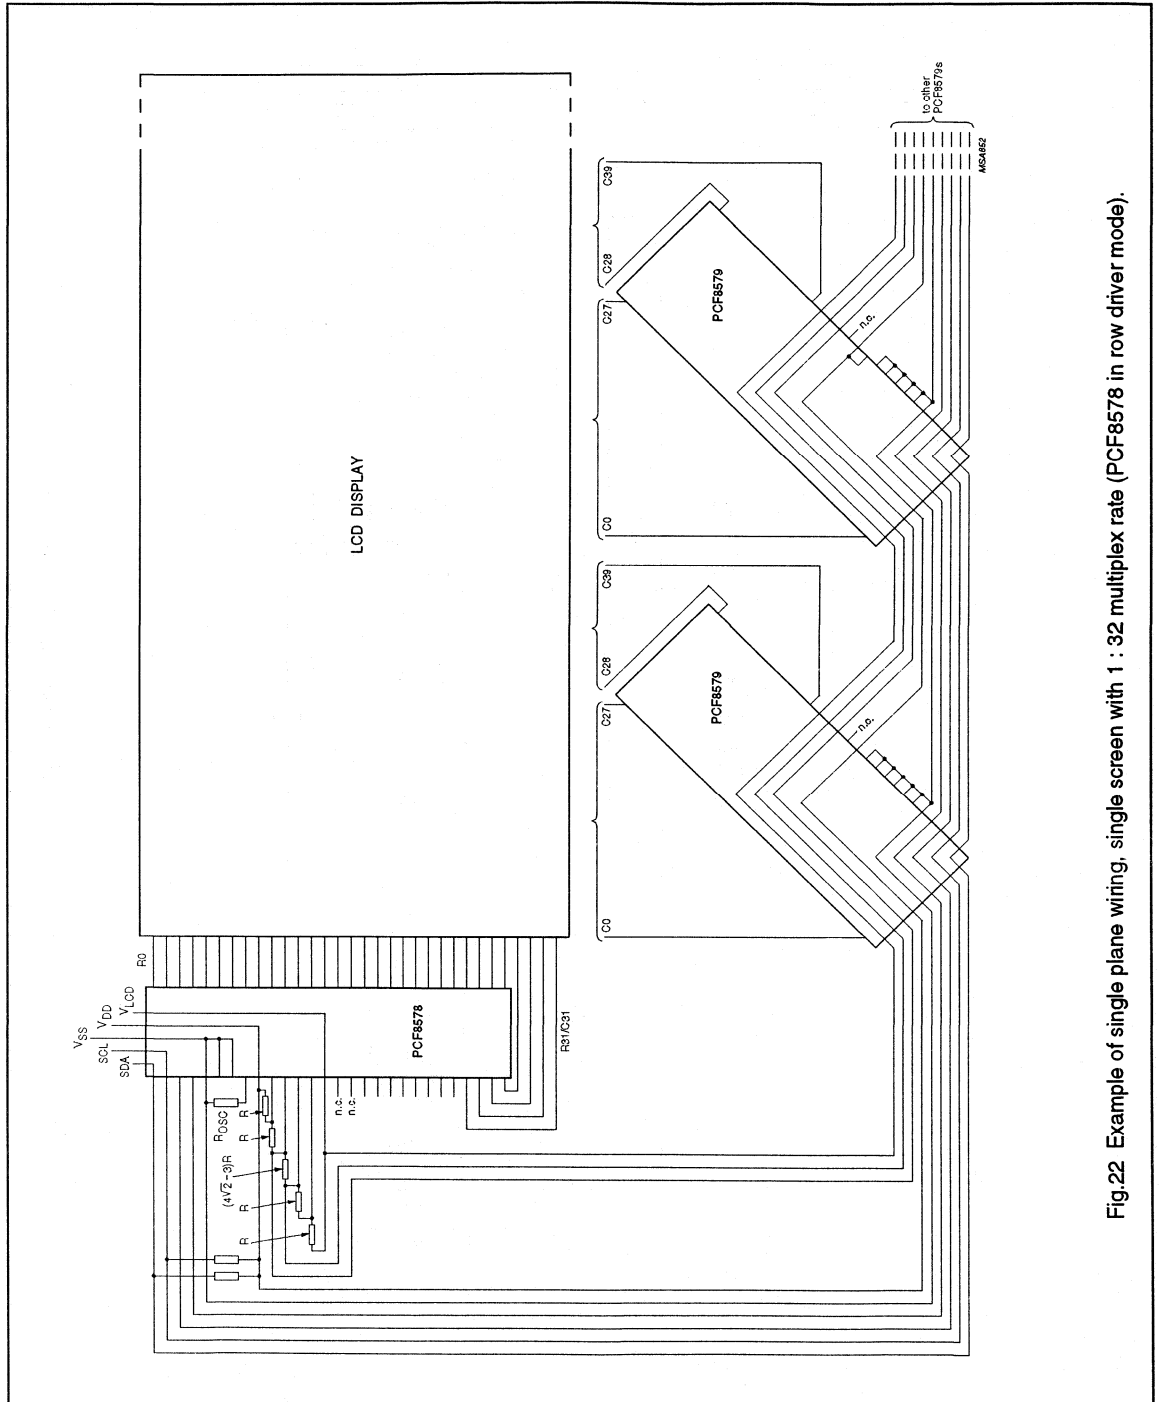 VSS
SCL
SDA
VDD
VLCD
R0
PCF8578
R31/C31
n.c.
n.c.
ROSC
R
R
(4√2 – 3)R
R
R
LCD DISPLAY
C0
C27
C28
C39
PCF8579
n.c.
C0
C27
C28
C39
PCF8579
n.c.
to other
PCF8579s
MSA852
Fig.22 Example of single plane wiring, single screen with 1 : 32 multiplex rate (PCF8578 in row driver mode).